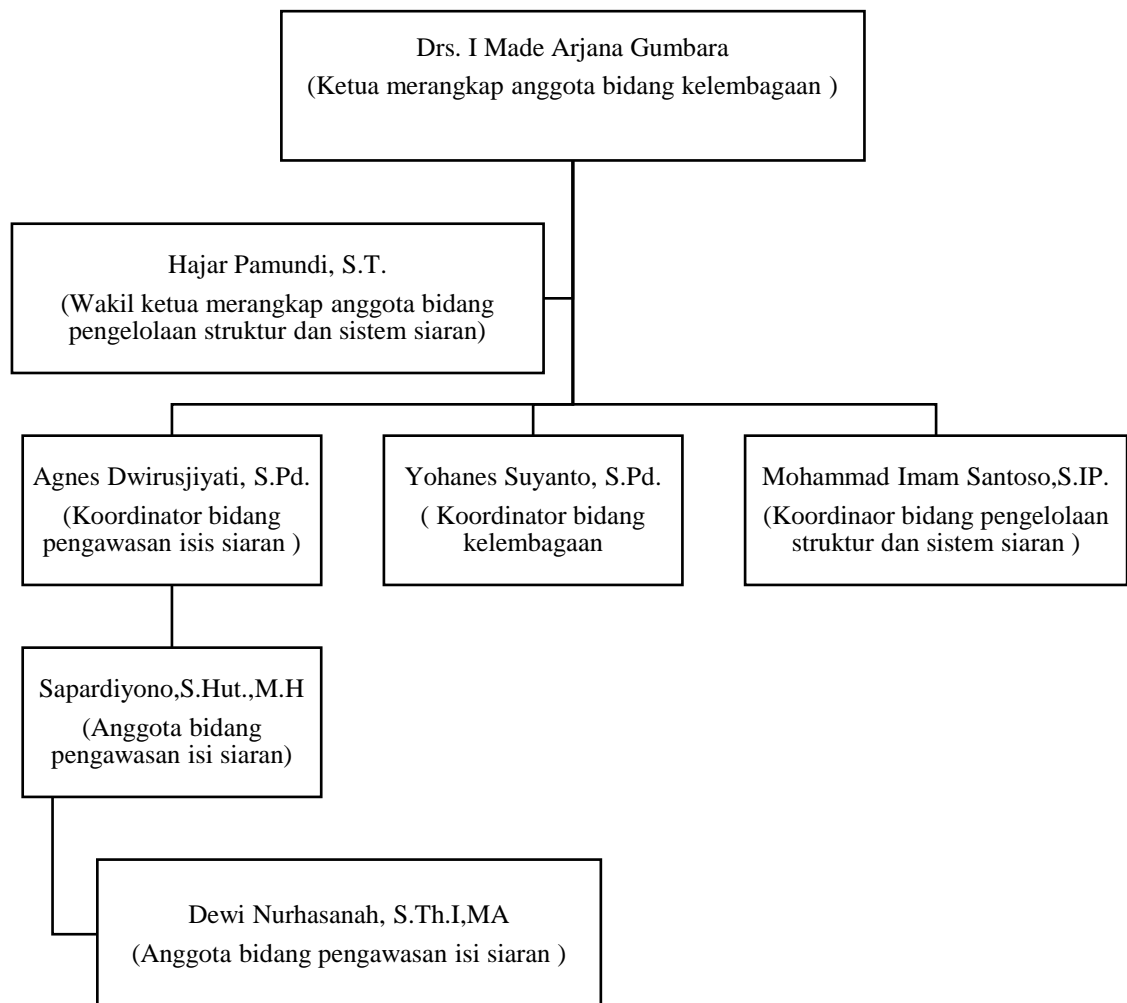 Drs. I Made Arjana Gumbara
(Ketua merangkap anggota bidang kelembagaan )
Hajar Pamundi, S.T.
(Wakil ketua merangkap anggota bidang
pengelolaan struktur dan sistem siaran)
Agnes Dwirusjiyati, S.Pd.
(Koordinator bidang
pengawasan isis siaran )
Yohanes Suyanto, S.Pd.
( Koordinator bidang
kelembagaan
Mohammad Imam Santoso,S.IP.
(Koordinaor bidang pengelolaan
struktur dan sistem siaran )
Sapardiyono,S.Hut.,M.H
(Anggota bidang
pengawasan isi siaran)
Dewi Nurhasanah, S.Th.I,MA
(Anggota bidang pengawasan isi siaran )